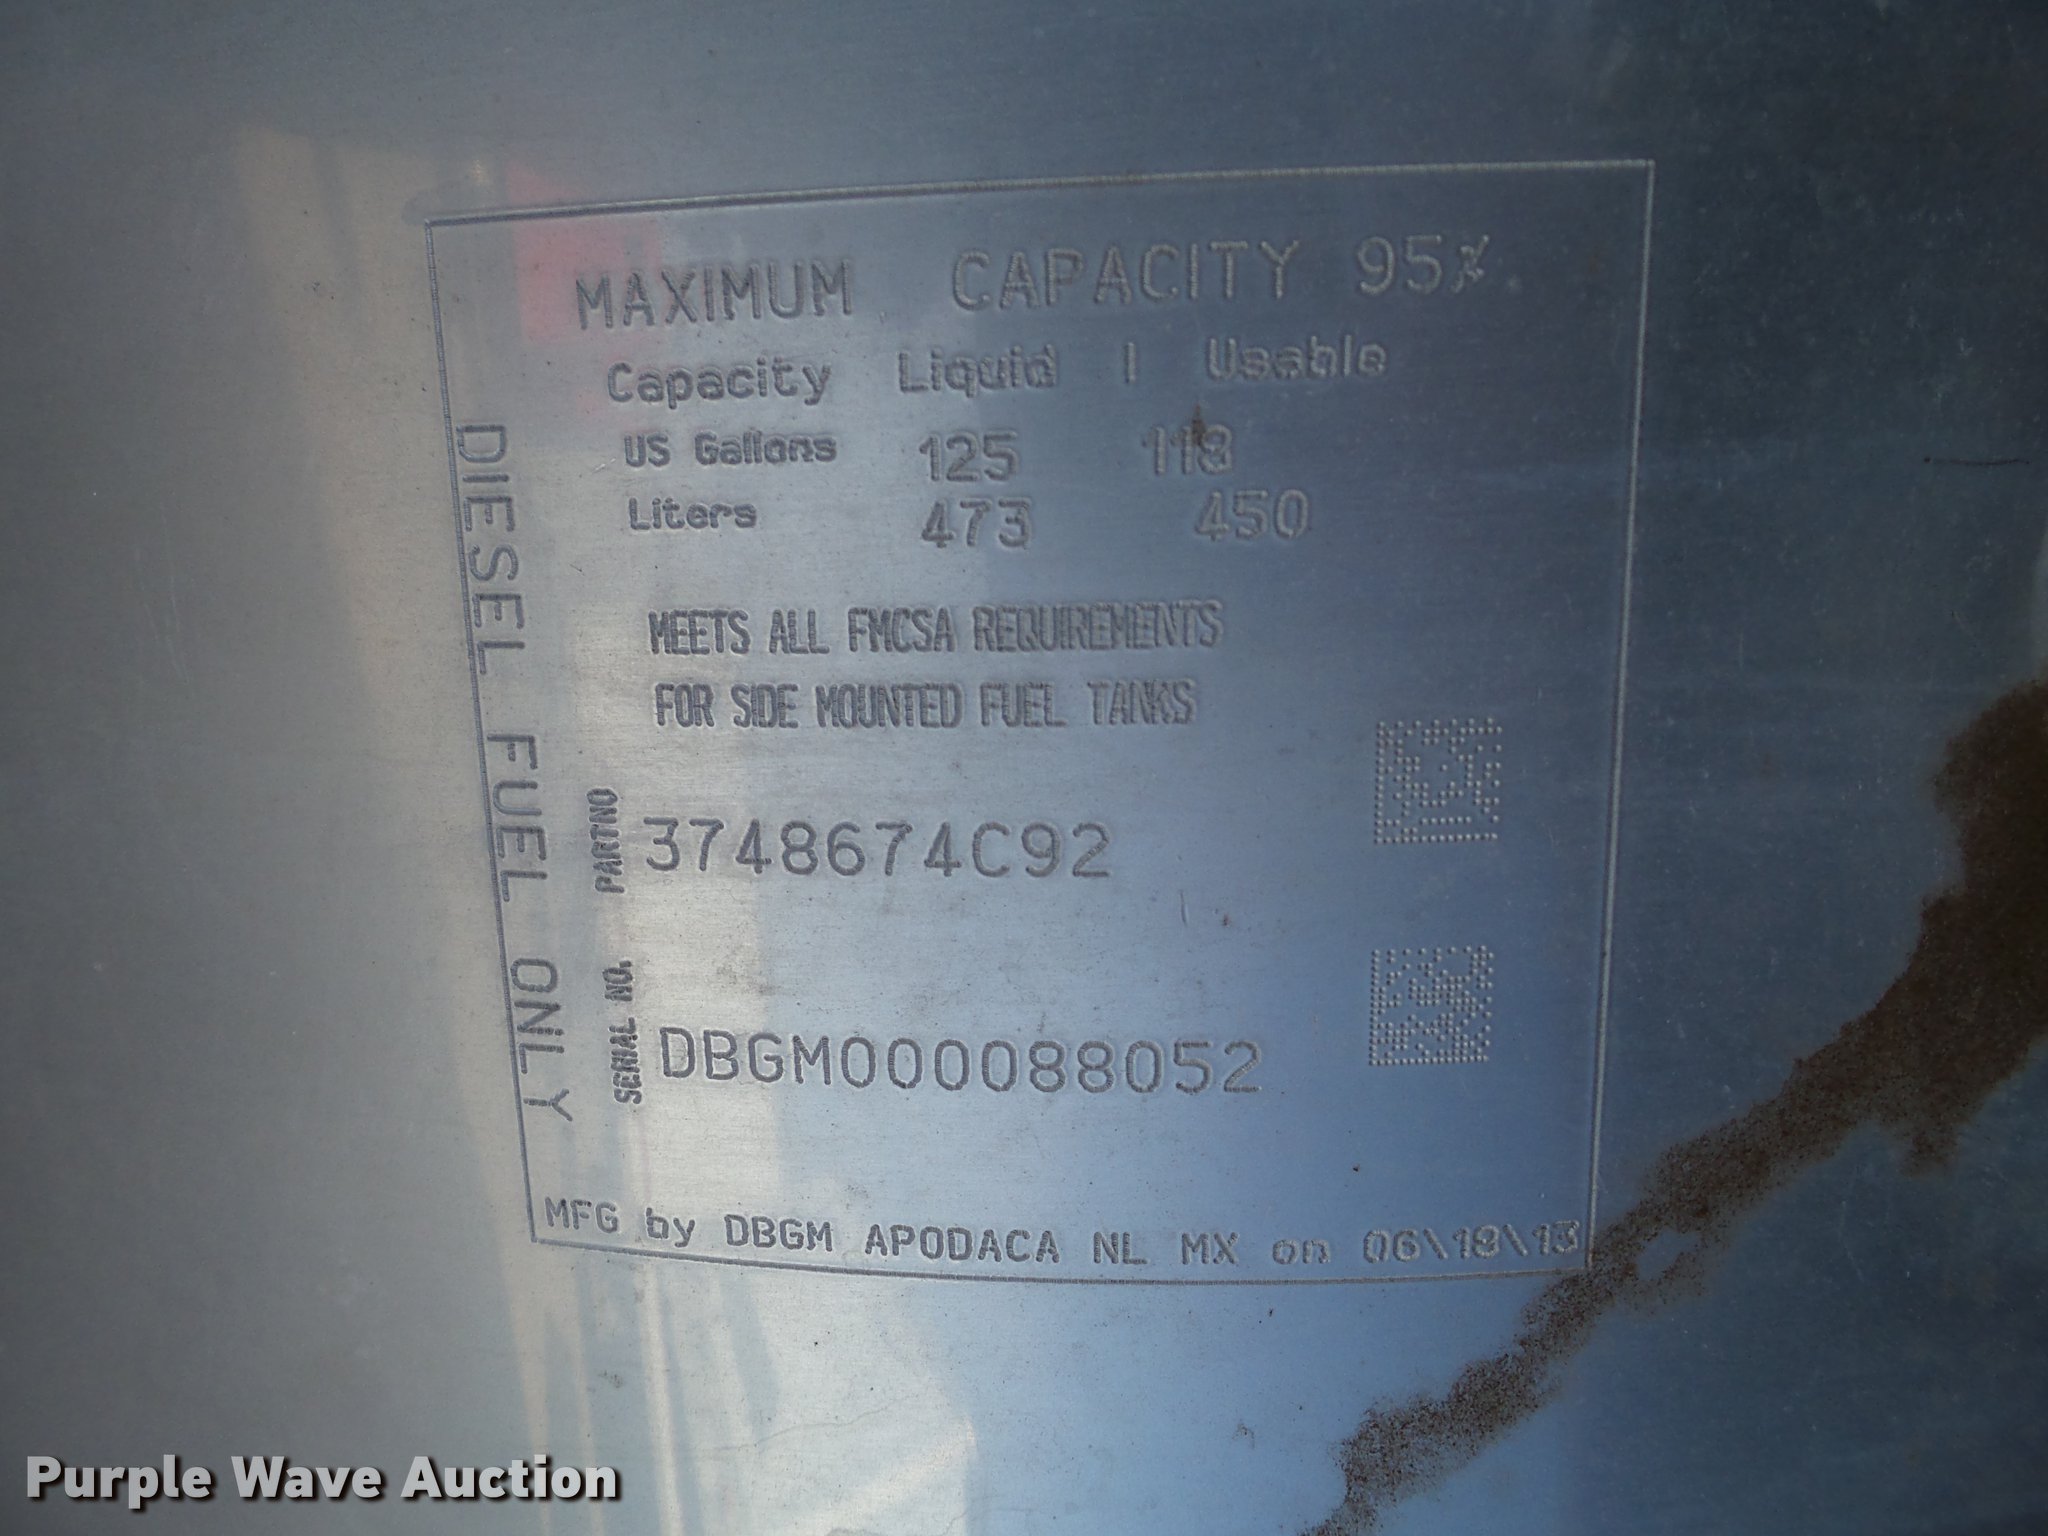 MAXIMUM CAPACITY 95%
Capacity Liquid | Usable
US Gallons 125 118
Liters 473 450
MEETS ALL FMCSA REQUIREMENTS
FOR SIDE MOUNTED FUEL TANKS
DIESEL FUEL ONLY
PARTNO 3748674C92
SERIAL NO. DBGM000088052
MFG by DBGM APODACA NL MX on 06\18\13
Purple Wave Auction